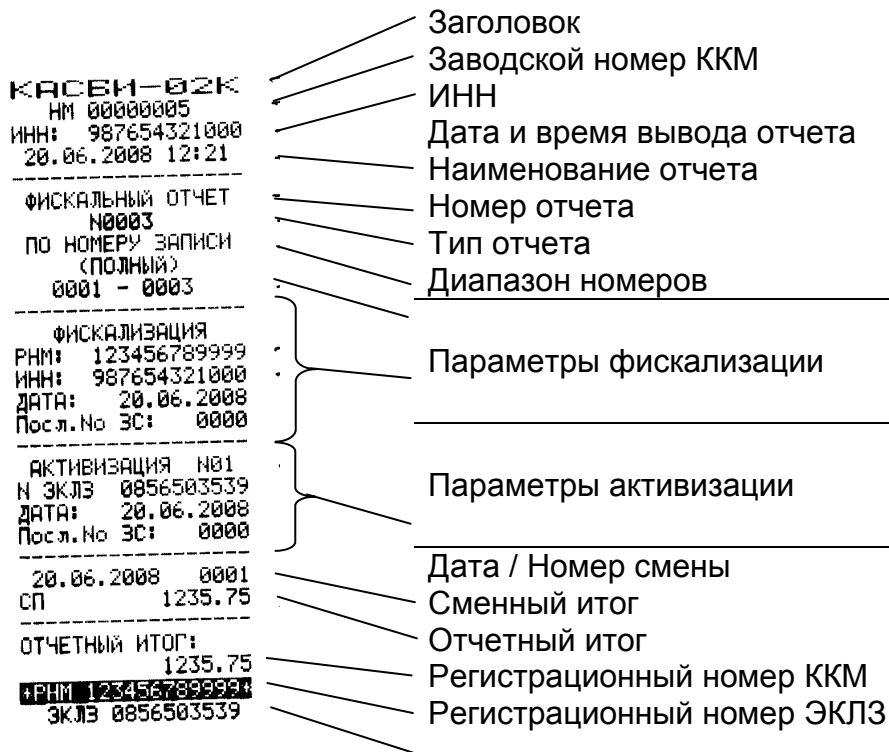 КАСБИ-02К
НМ 00000005
ИНН: 987654321000
20.06.2008 12:21
ФИСКАЛЬНЫЙ ОТЧЕТ
N0003
ПО НОМЕРУ ЗАПИСИ
(ПОЛНЫЙ)
0001 - 0003
ФИСКАЛИЗАЦИЯ
РНМ: 123456789999
ИНН: 987654321000
ДАТА: 20.06.2008
Посл.No ЗС: 0000
АКТИВИЗАЦИЯ N01
N ЭКЛЗ 0856503539
ДАТА: 20.06.2008
Посл.No ЗС: 0000
20.06.2008 0001
СП 1235.75
ОТЧЕТНЫЙ ИТОГ:
1235.75
+РНМ 123456789999+
ЭКЛЗ 0856503539
Заголовок
Заводской номер ККМ
ИНН
Дата и время вывода отчета
Наименование отчета
Номер отчета
Тип отчета
Диапазон номеров
Параметры фискализации
Параметры активизации
Дата / Номер смены
Сменный итог
Отчетный итог
Регистрационный номер ККМ
Регистрационный номер ЭКЛЗ